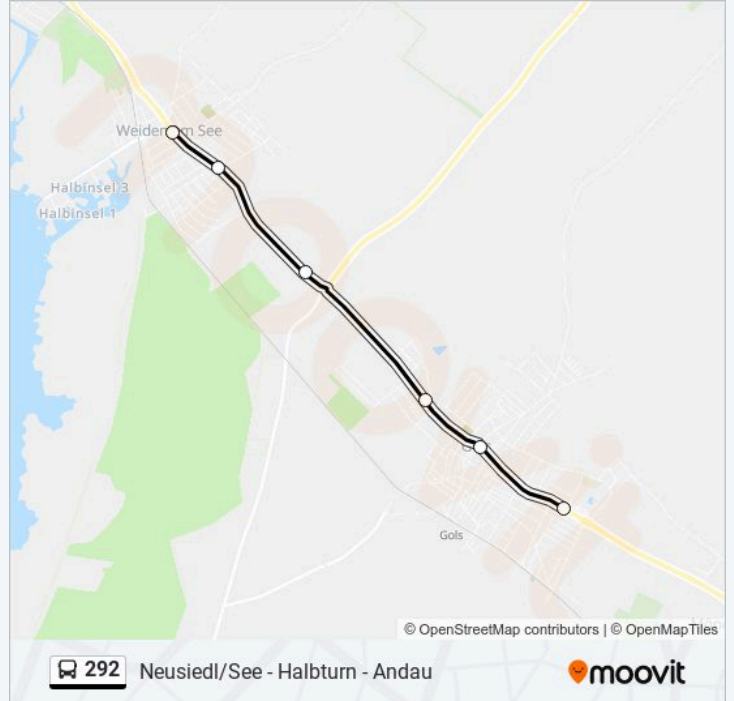 Weiden am See
Halbinsel 3
Halbinsel 1
Gols
© OpenStreetMap contributors | © OpenMapTiles
292
Neusiedl/See - Halbturn - Andau
moovit